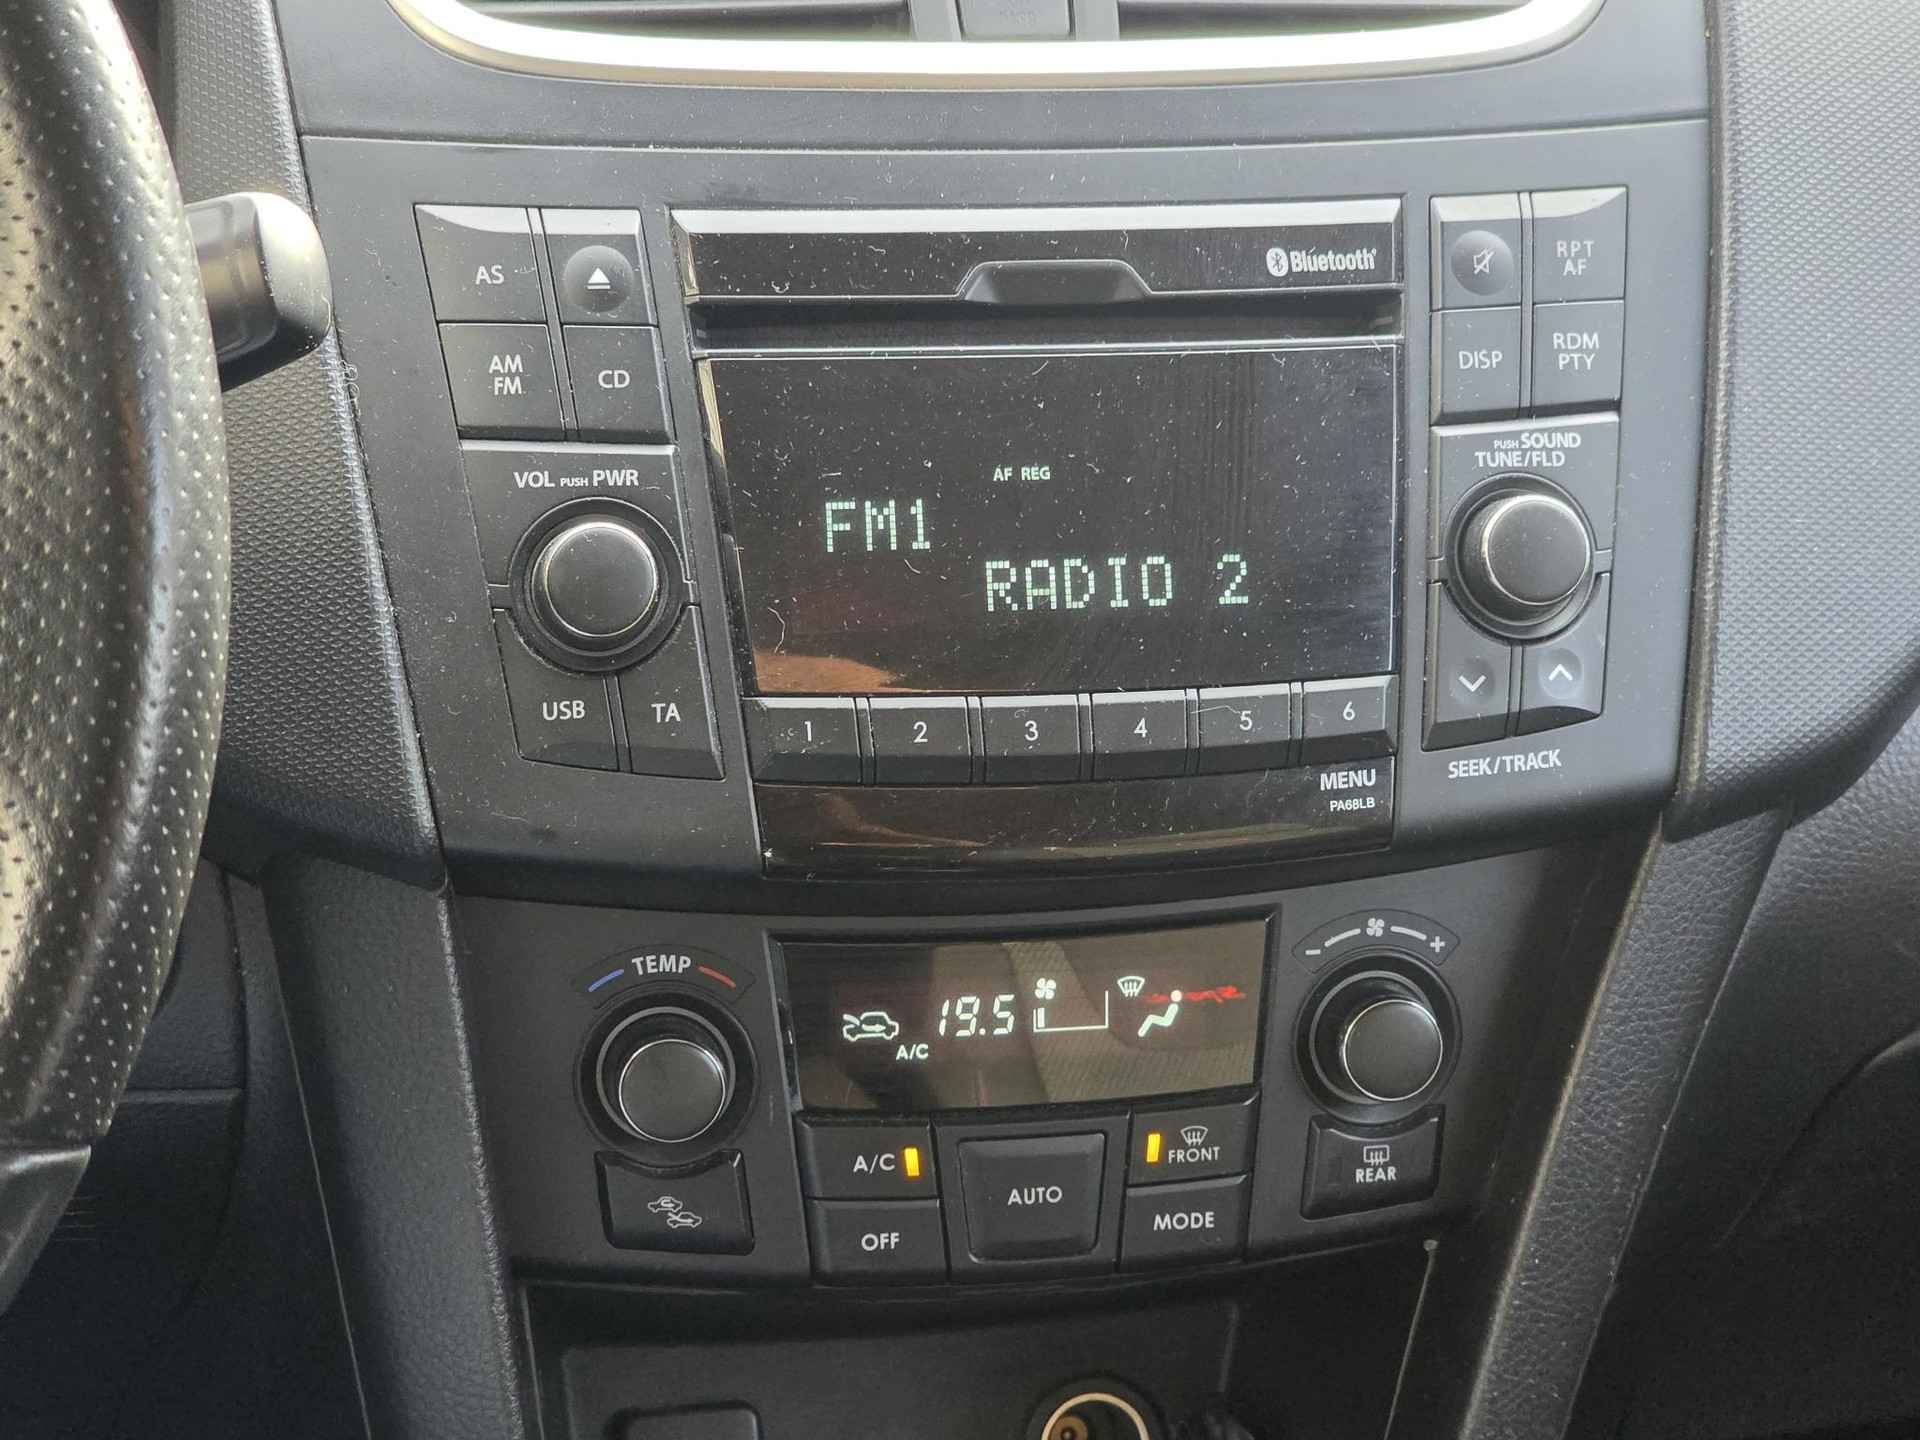 Bluetooth
AS
AM
FM
CD
RPT
AF
DISP
RDM
PTY
VOL PUSH PWR
PUSH SOUND
TUNE/FLD
AF REG
FM1
RADIO 2
USB
TA
1 2 3 4 5 6
SEEK/TRACK
MENU
PA68LB
TEMP
- +
19.5
A/C
A/C
AUTO
FRONT
REAR
OFF
MODE